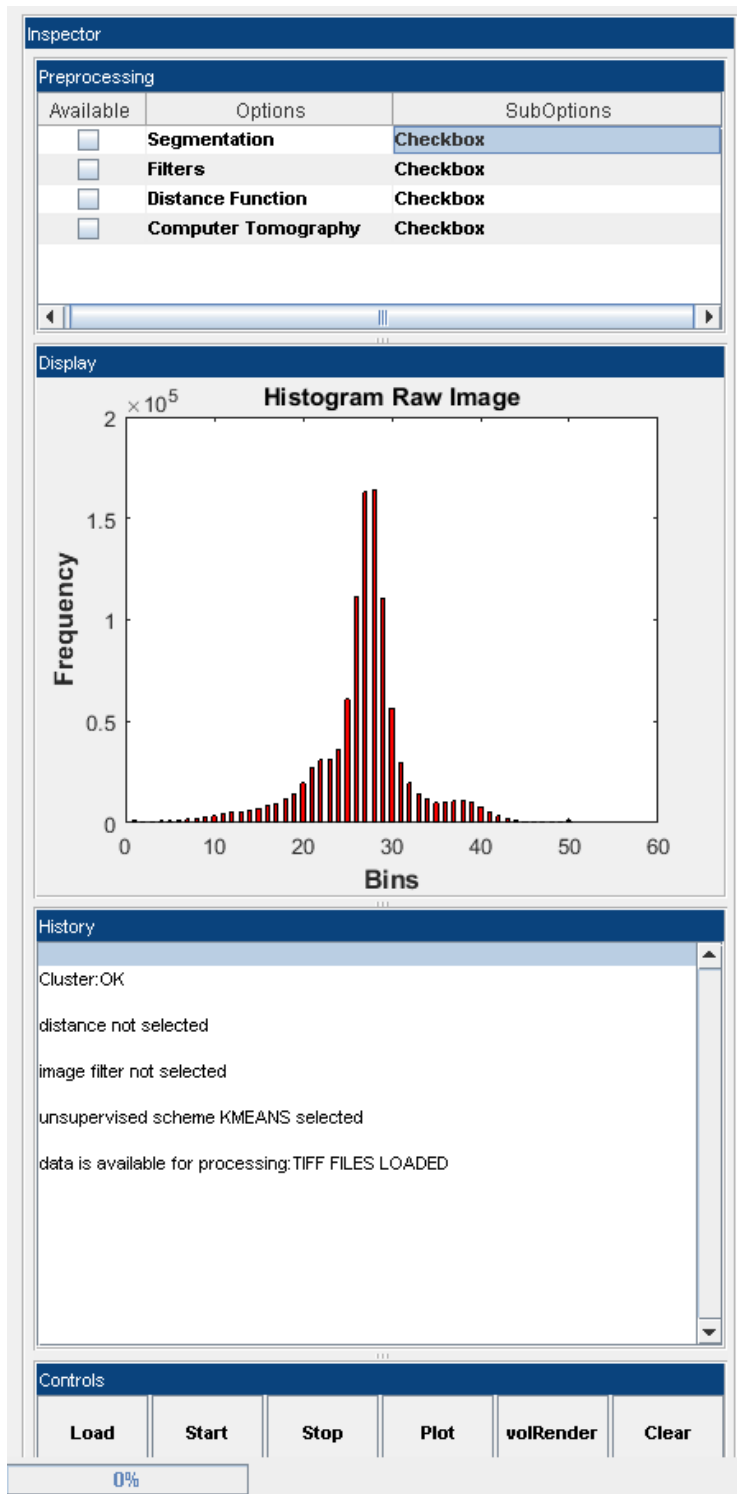 Inspector
Preprocessing
Available Options SubOptions
Segmentation Checkbox
Filters Checkbox
Distance Function Checkbox
Computer Tomography Checkbox
Display
×10^5 Histogram Raw Image
2
1.5
1
0.5
0
Frequency
0 10 20 30 40 50 60
Bins
History
Cluster:OK
distance not selected
image filter not selected
unsupervised scheme KMEANS selected
data is available for processing:TIFF FILES LOADED
Controls
Load Start Stop Plot volRender Clear
0%